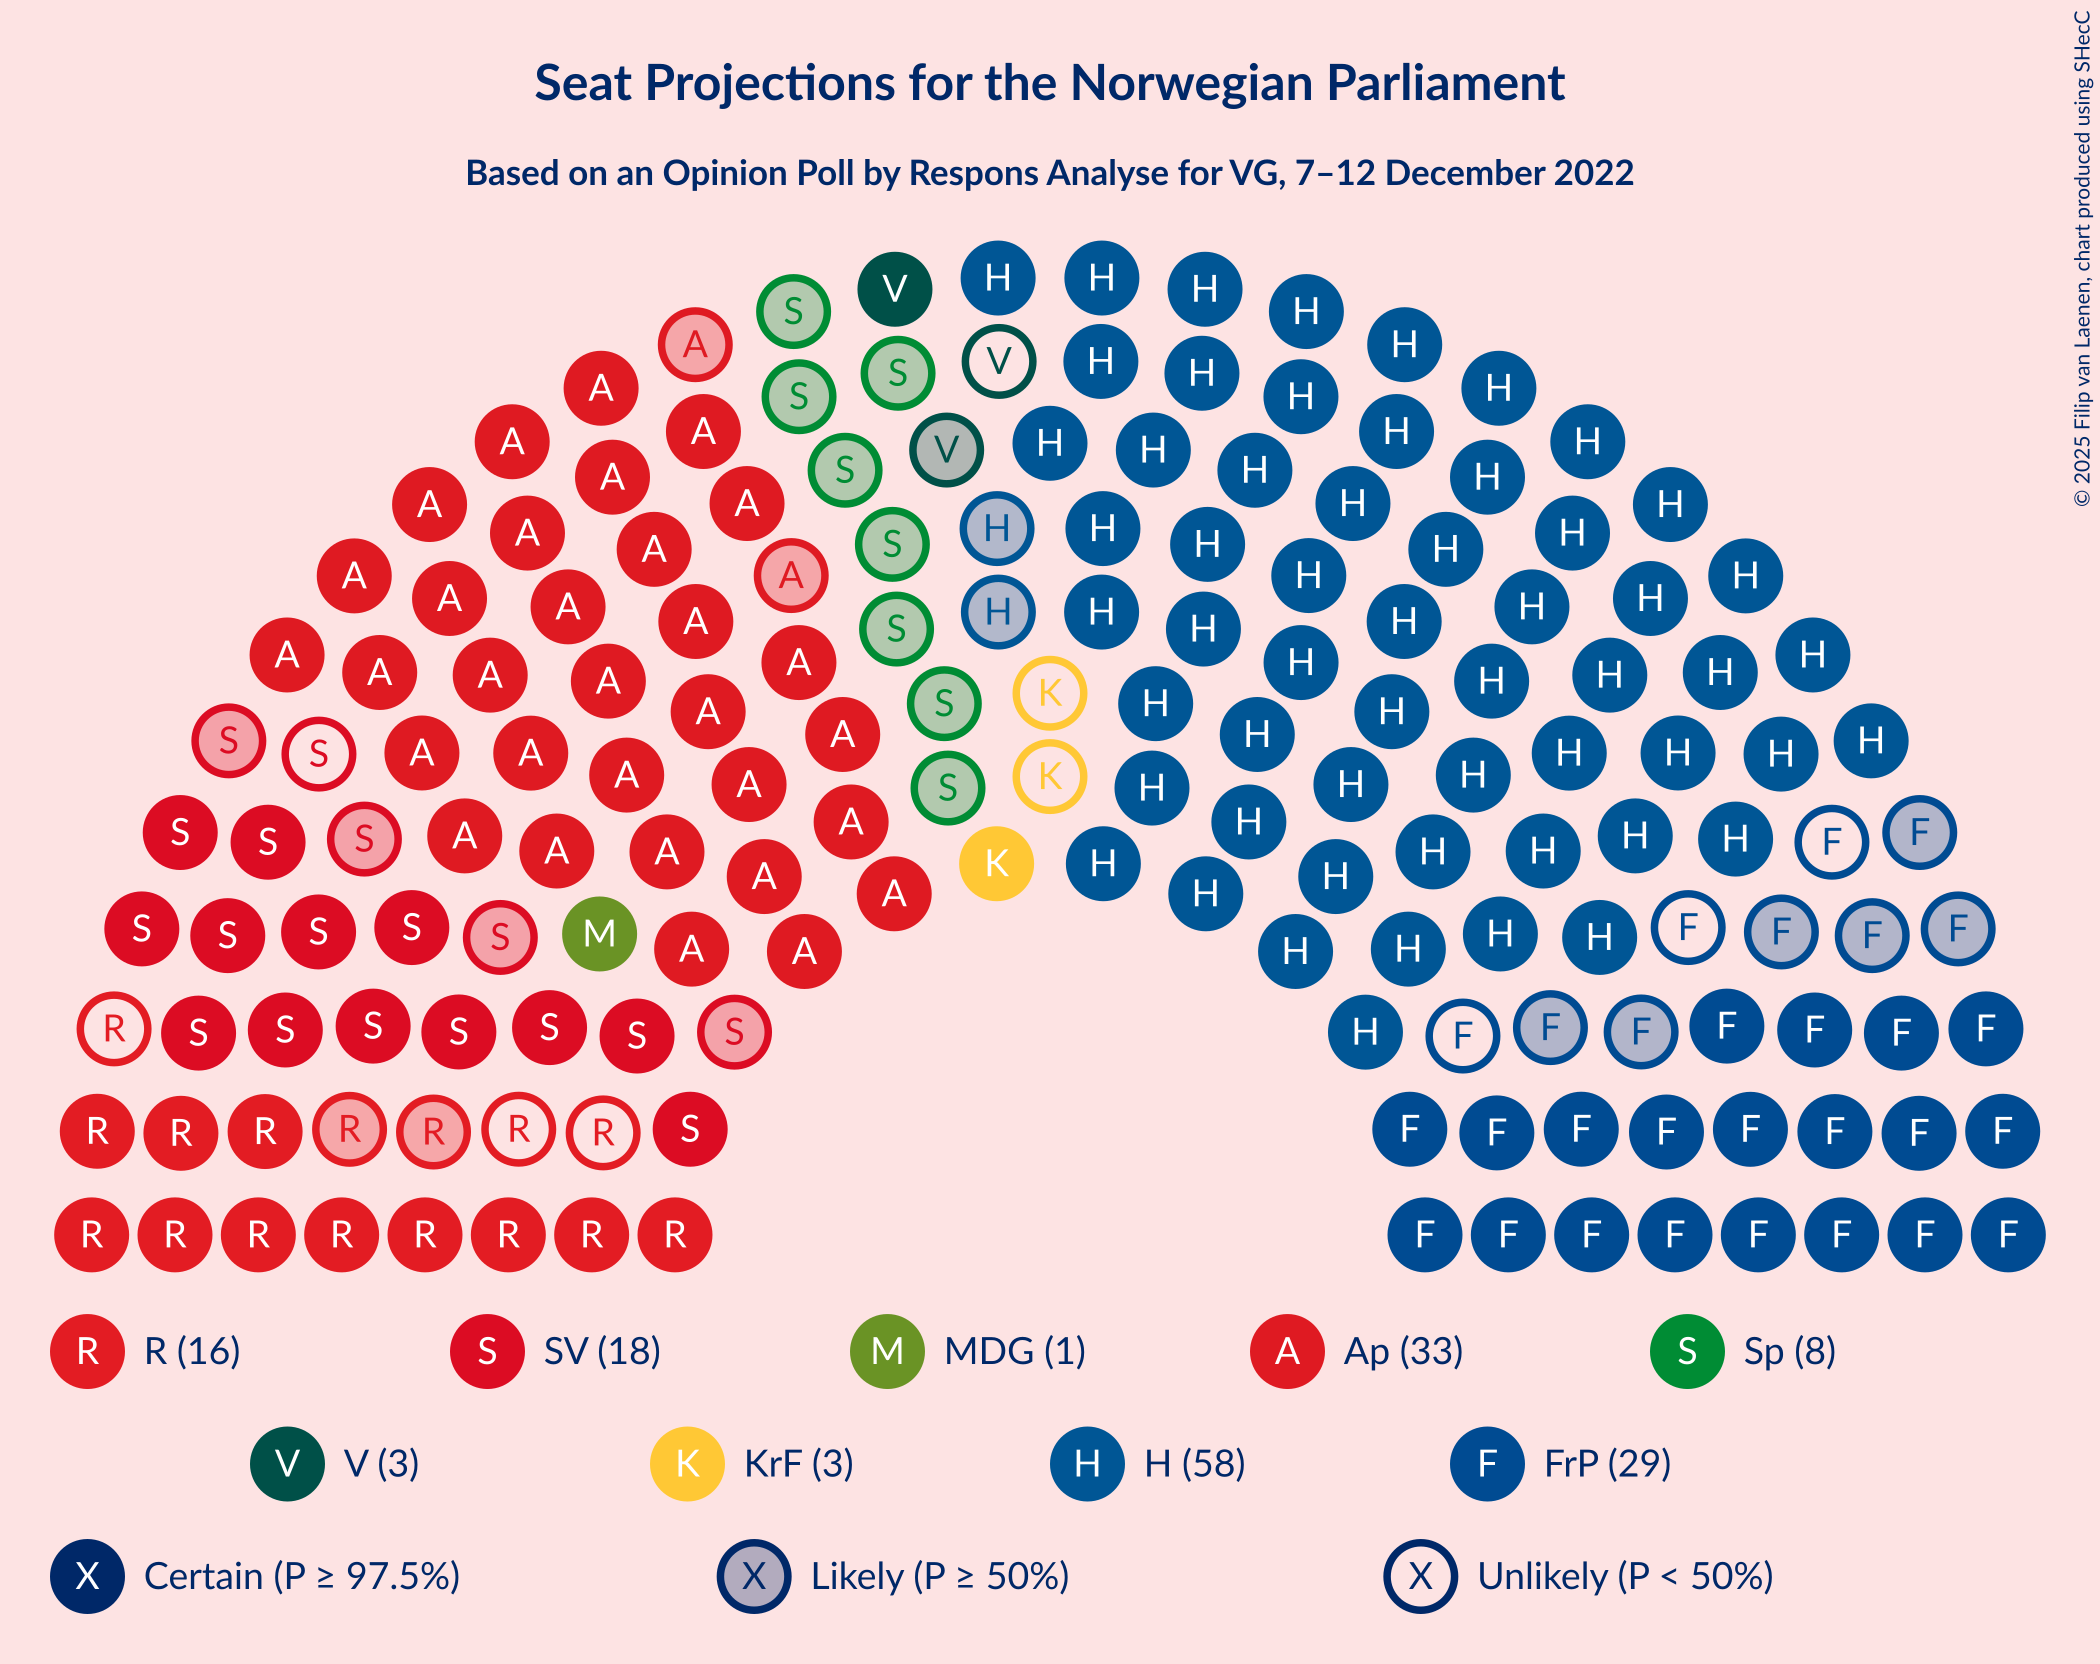 Seat Projections for the Norwegian Parliament
Based on an Opinion Poll by Respons Analyse for VG, 7–12 December 2022
© 2025 Filip van Laenen, chart produced using SHecC
V H H H H
S V H H H
A S V H H H H
A S V H H H H
A A S S H H H H H H
A A A S H H H H H H
A A A A S H H H H H H H
A A A A S K H H H H H H H
S S A A A A S K H H H H H H H H
S S S A A A A A K H H H H H H H F F
S S S S S M A A H H H H F F F F
R S S S S S S S H F F F F F F F
R R R R R R R S F F F F F F F F
R R R R R R R R F F F F F F F F
R R (16) S SV (18) M MDG (1) A Ap (33) S Sp (8)
V V (3) K KrF (3) H H (58) F FrP (29)
X Certain (P ≥ 97.5%) X Likely (P ≥ 50%) X Unlikely (P < 50%)